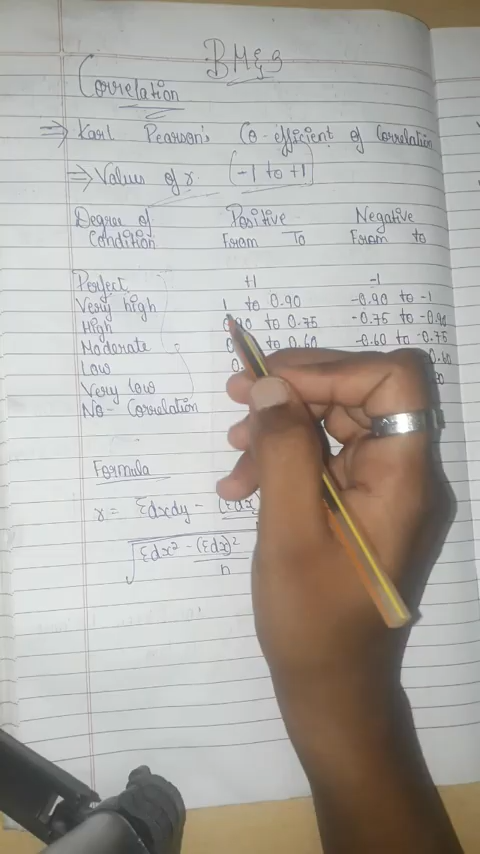 BM&S
Correlation
⇒ Karl Pearson's Co-efficient of Correlation
⇒ Values of r (-1 to +1)
Degree of Positive Negative
Condition From To From to
Perfect +1 -1
Very high 1 to 0.90 -0.90 to -1
High 0.90 to 0.75 -0.75 to -0.90
Moderate to 0.60 -0.60 to -0.75
Low
Very low
No- Correlation
Formula
r = Σdxdy - (Σdx)
√Σdx² - (Σdx)²
n